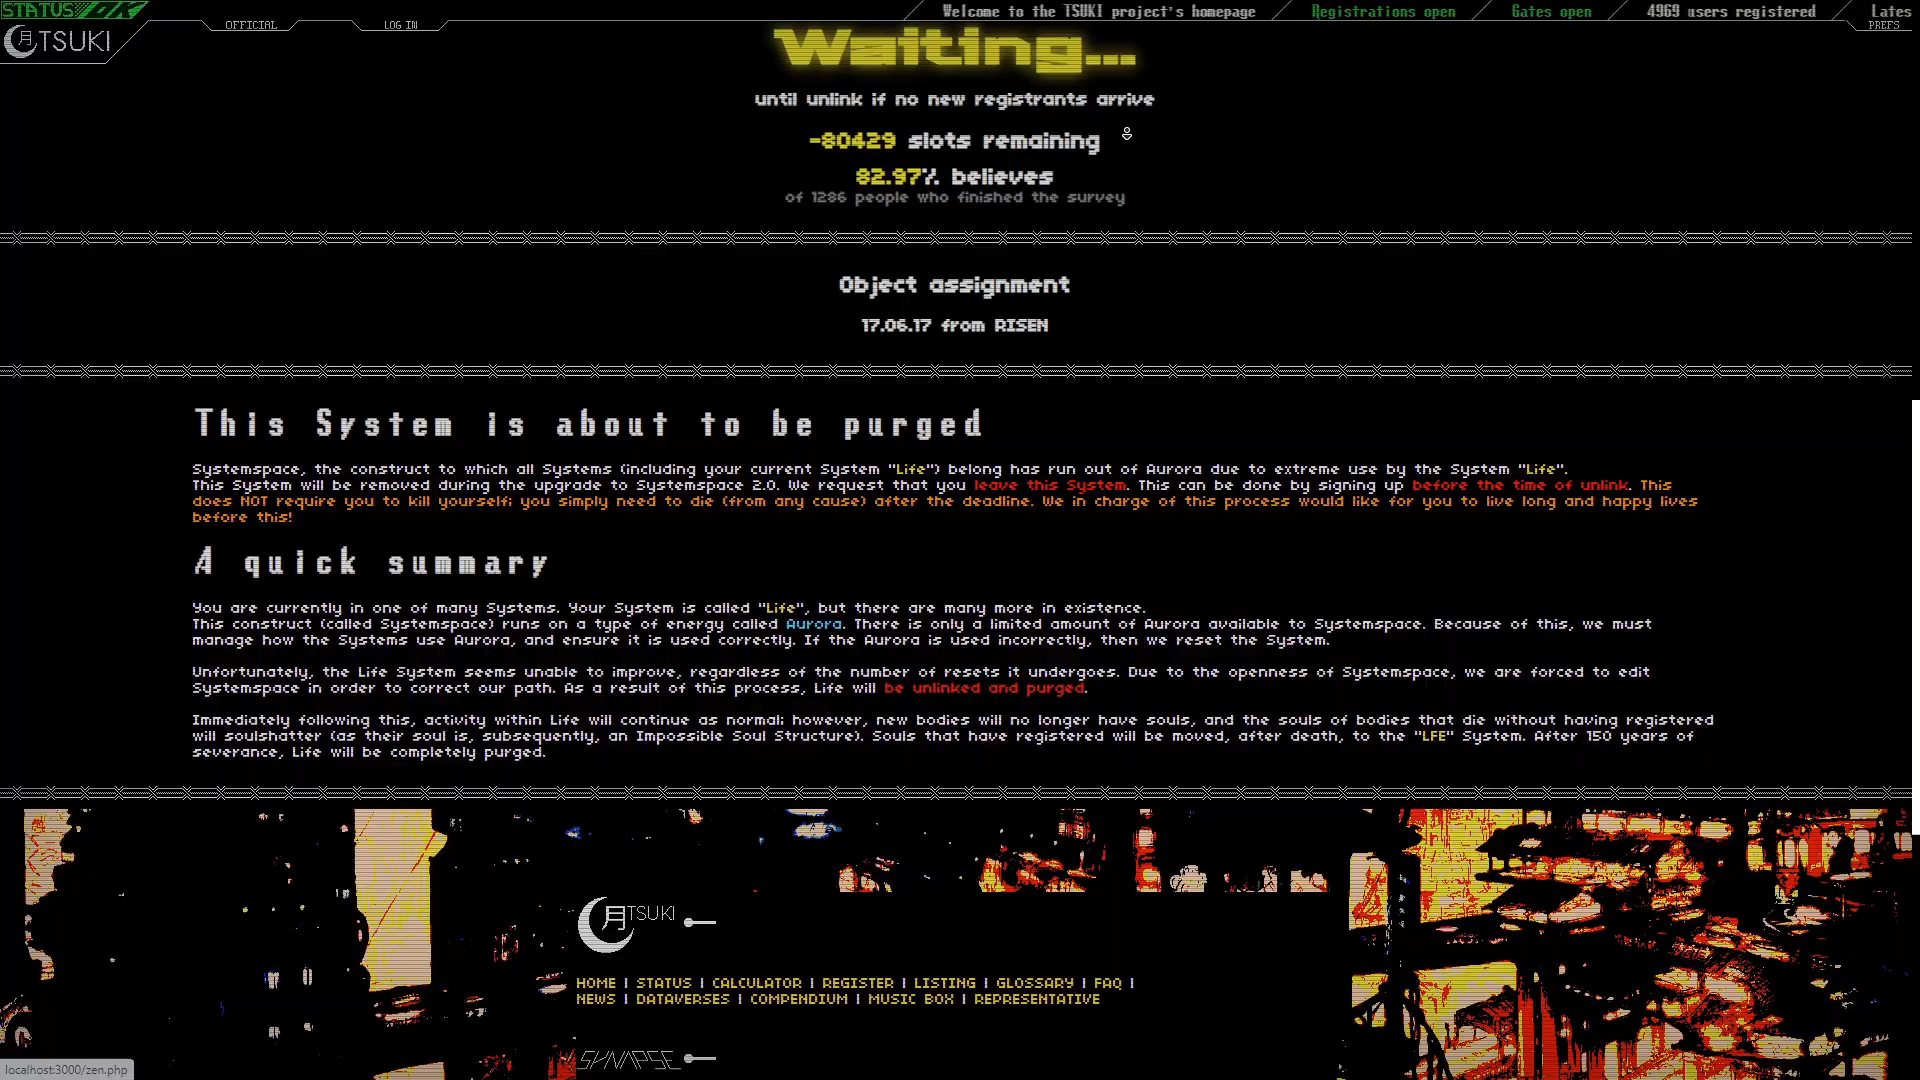 STATUS OK
Welcome to the TSUKI project's homepage
Registrations open
Gates open
4969 users registered
Lates
月TSUKI
OFFICIAL
LOG IN
PREFS
Waiting...
until unlink if no new registrants arrive
-80429 slots remaining
82.97% believes
of 1286 people who finished the survey
Object assignment
17.06.17 from RISEN
This System is about to be purged
Systemspace, the construct to which all Systems (including your current System "Life") belong has run out of Aurora due to extreme use by the System "Life".
This System will be removed during the upgrade to Systemspace 2.0. We request that you leave this System. This can be done by signing up before the time of unlink. This
does NOT require you to kill yourself; you simply need to die (from any cause) after the deadline. We in charge of this process would like for you to live long and happy lives
before this!
A quick summary
You are currently in one of many Systems. Your System is called "Life", but there are many more in existence.
This construct (called Systemspace) runs on a type of energy called Aurora. There is only a limited amount of Aurora available to Systemspace. Because of this, we must
manage how the Systems use Aurora, and ensure it is used correctly. If the Aurora is used incorrectly, then we reset the System.
Unfortunately, the Life System seems unable to improve, regardless of the number of resets it undergoes. Due to the openness of Systemspace, we are forced to edit
Systemspace in order to correct our path. As a result of this process, Life will be unlinked and purged.
Immediately following this, activity within Life will continue as normal; however, new bodies will no longer have souls, and the souls of bodies that die without having registered
will soulshatter (as their soul is, subsequently, an Impossible Soul Structure). Souls that have registered will be moved, after death, to the "LFE" System. After 150 years of
severance, Life will be completely purged.
月TSUKI
HOME | STATUS | CALCULATOR | REGISTER | LISTING | GLOSSARY | FAQ |
NEWS | DATAVERSES | COMPENDIUM | MUSIC BOX | REPRESENTATIVE
SYNAPSE
localhost:3000/zen.php